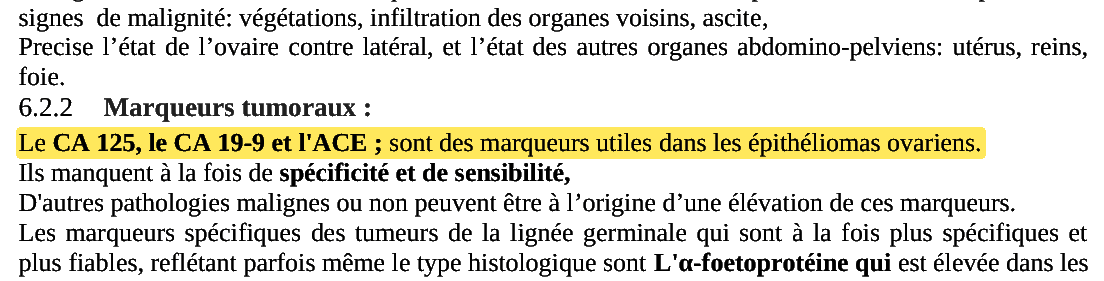 signes de malignité: végétations, infiltration des organes voisins, ascite,
Precise l’état de l’ovaire contre latéral, et l’état des autres organes abdomino-pelviens: utérus, reins,
foie.
6.2.2 Marqueurs tumoraux :
Le CA 125, le CA 19-9 et l'ACE ; sont des marqueurs utiles dans les épithéliomas ovariens.
Ils manquent à la fois de spécificité et de sensibilité,
D'autres pathologies malignes ou non peuvent être à l’origine d’une élévation de ces marqueurs.
Les marqueurs spécifiques des tumeurs de la lignée germinale qui sont à la fois plus spécifiques et
plus fiables, reflétant parfois même le type histologique sont L'α-foetoprotéine qui est élevée dans les